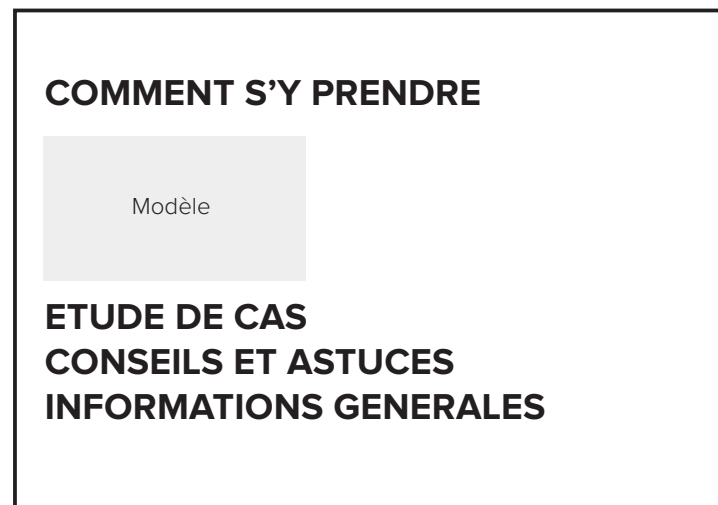 COMMENT S’Y PRENDRE
Modèle
ETUDE DE CAS
CONSEILS ET ASTUCES
INFORMATIONS GENERALES